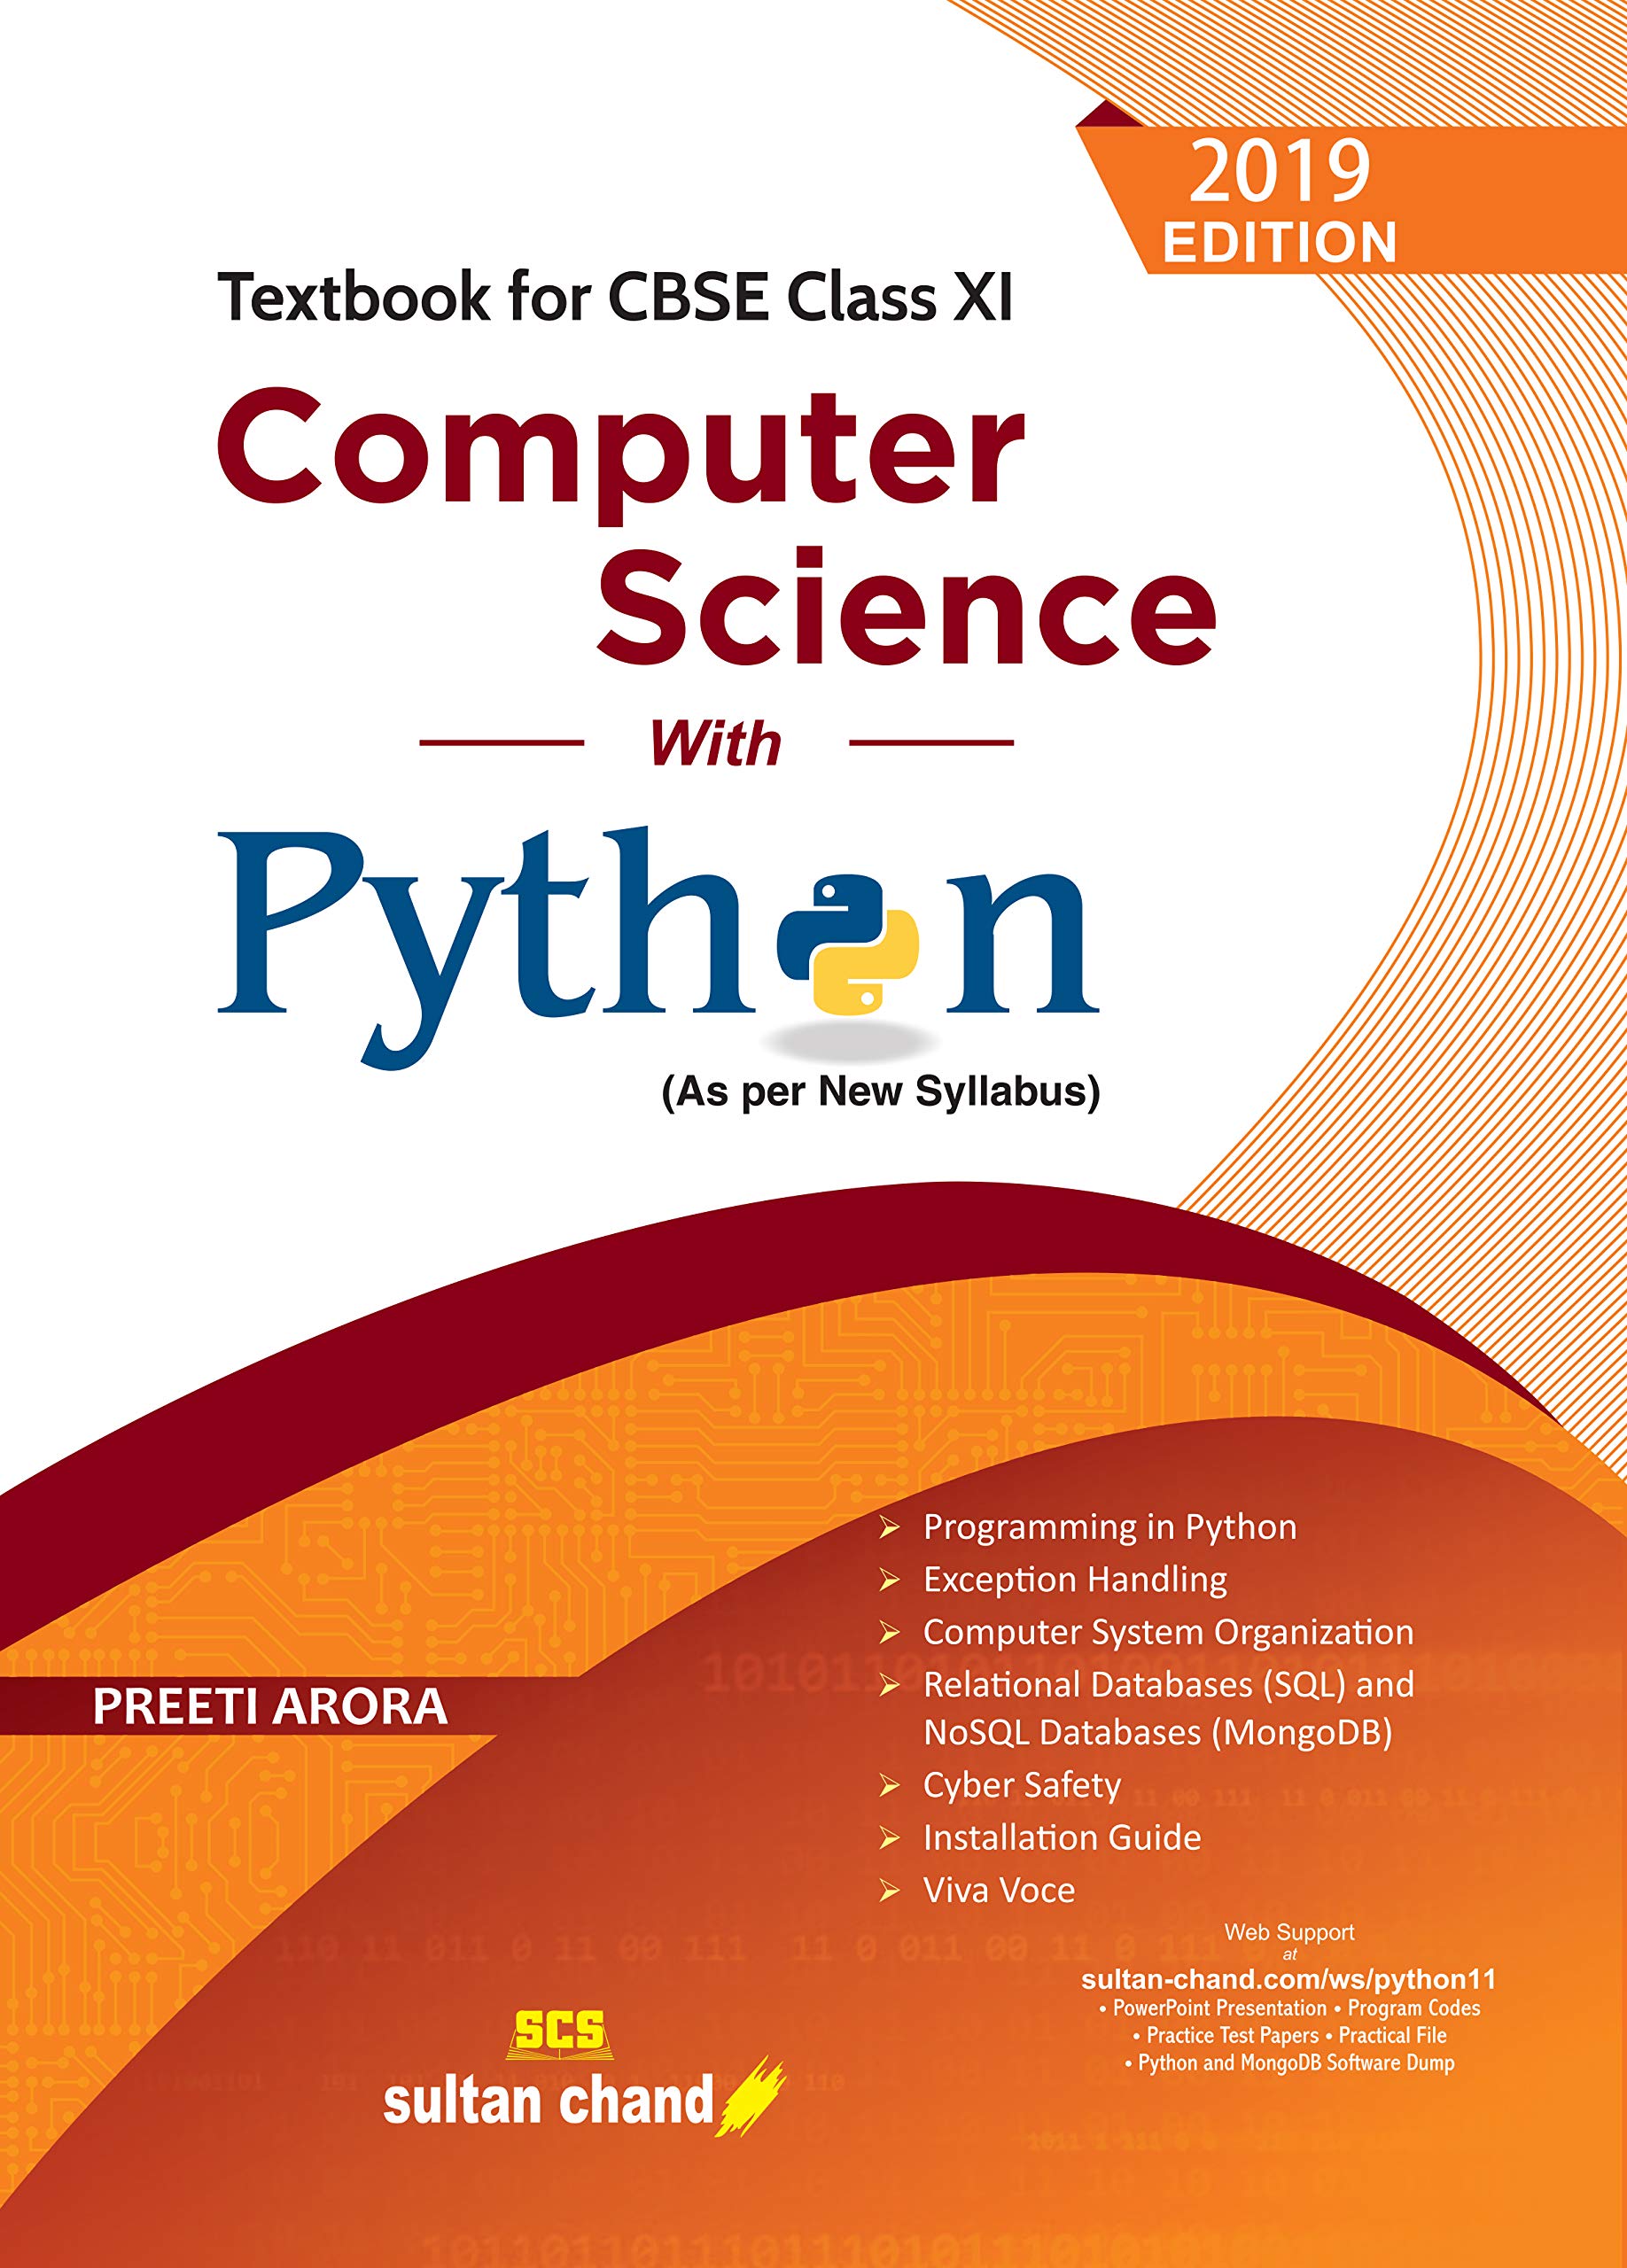 2019
EDITION
Textbook for CBSE Class XI
Computer
Science
With
Python
(As per New Syllabus)
➢ Programming in Python
➢ Exception Handling
➢ Computer System Organization
➢ Relational Databases (SQL) and
NoSQL Databases (MongoDB)
➢ Cyber Safety
➢ Installation Guide
➢ Viva Voce
PREETI ARORA
Web Support
at
sultan-chand.com/ws/python11
• PowerPoint Presentation • Program Codes
• Practice Test Papers • Practical File
• Python and MongoDB Software Dump
SCS
sultan chand